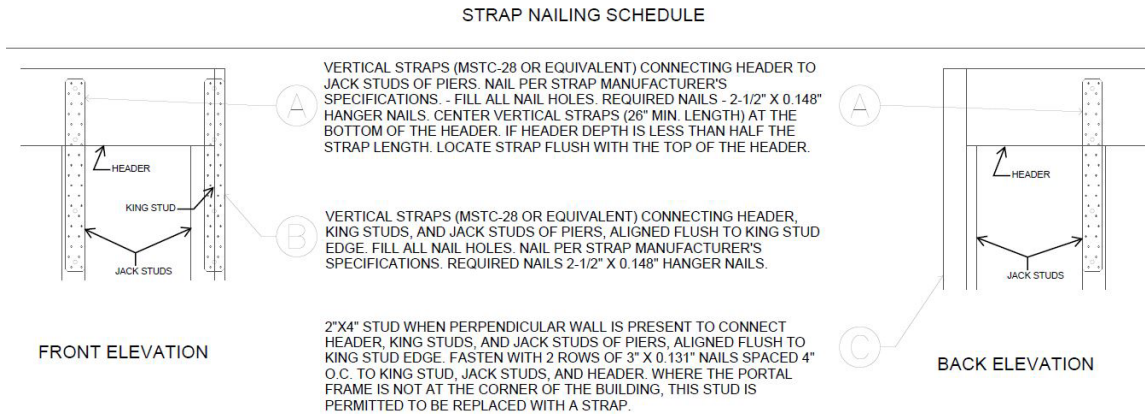 STRAP NAILING SCHEDULE
A
VERTICAL STRAPS (MSTC-28 OR EQUIVALENT) CONNECTING HEADER TO
JACK STUDS OF PIERS. NAIL PER STRAP MANUFACTURER'S
SPECIFICATIONS. - FILL ALL NAIL HOLES. REQUIRED NAILS - 2-1/2" X 0.148"
HANGER NAILS. CENTER VERTICAL STRAPS (26" MIN. LENGTH) AT THE
BOTTOM OF THE HEADER. IF HEADER DEPTH IS LESS THAN HALF THE
STRAP LENGTH. LOCATE STRAP FLUSH WITH THE TOP OF THE HEADER.
A
HEADER
KING STUD
JACK STUDS
FRONT ELEVATION
B
VERTICAL STRAPS (MSTC-28 OR EQUIVALENT) CONNECTING HEADER,
KING STUDS, AND JACK STUDS OF PIERS, ALIGNED FLUSH TO KING STUD
EDGE. FILL ALL NAIL HOLES. NAIL PER STRAP MANUFACTURER'S
SPECIFICATIONS. REQUIRED NAILS 2-1/2" X 0.148" HANGER NAILS.
2"X4" STUD WHEN PERPENDICULAR WALL IS PRESENT TO CONNECT
HEADER, KING STUDS, AND JACK STUDS OF PIERS, ALIGNED FLUSH TO
KING STUD EDGE. FASTEN WITH 2 ROWS OF 3" X 0.131" NAILS SPACED 4"
O.C. TO KING STUD, JACK STUDS, AND HEADER. WHERE THE PORTAL
FRAME IS NOT AT THE CORNER OF THE BUILDING, THIS STUD IS
PERMITTED TO BE REPLACED WITH A STRAP.
C
HEADER
JACK STUDS
BACK ELEVATION